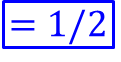 = 1/2